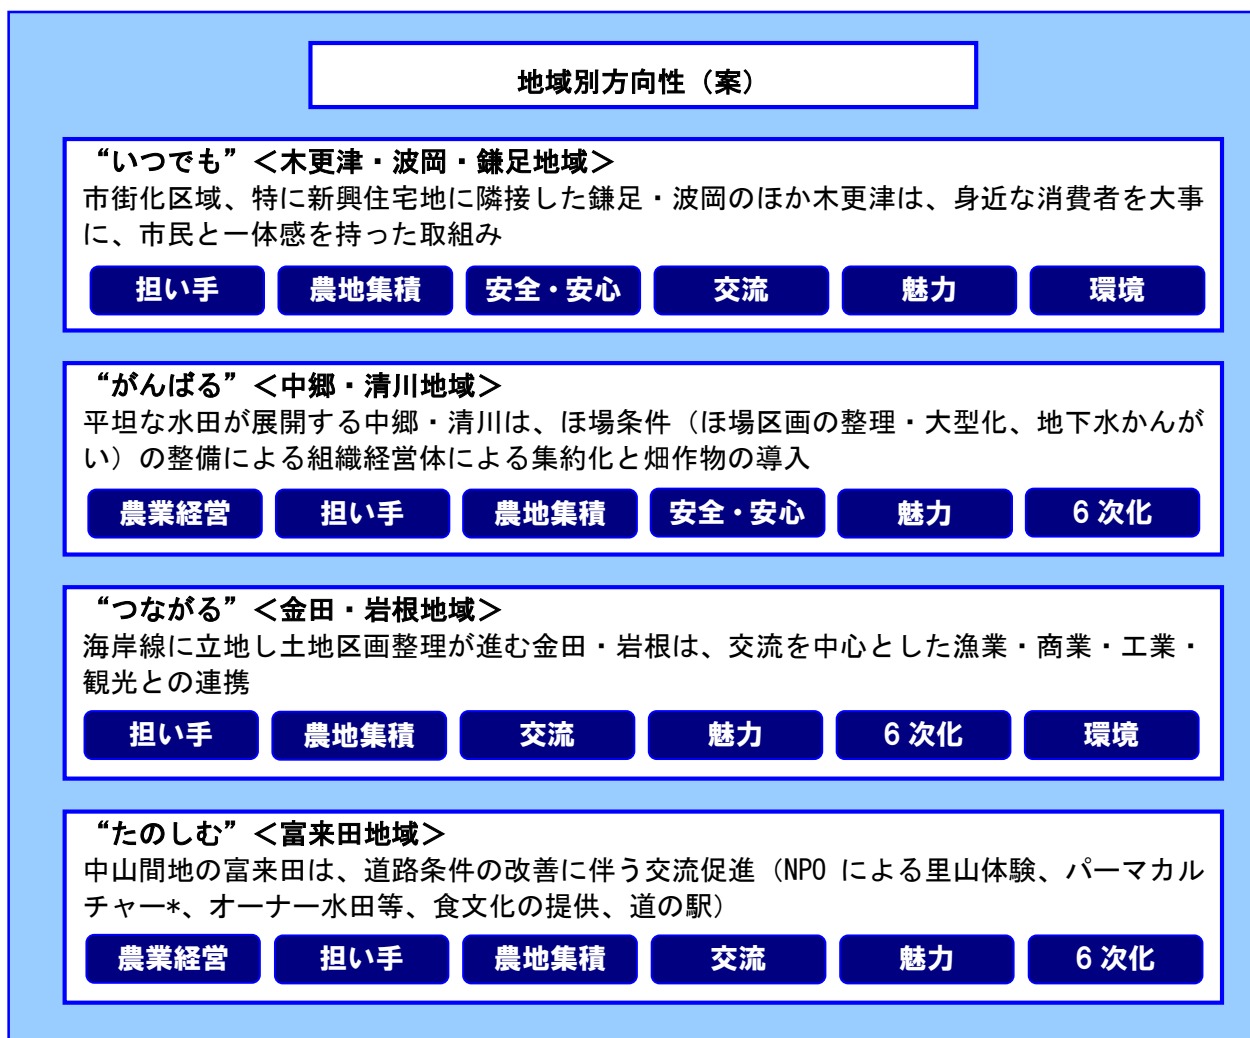 地域別方向性（案）
“いつでも”＜木更津・波岡・鎌足地域＞
市街化区域、特に新興住宅地に隣接した鎌足・波岡のほか木更津は、身近な消費者を大事
に、市民と一体感を持った取組み
担い手 農地集積 安全・安心 交流 魅力 環境
“がんばる”＜中郷・清川地域＞
平坦な水田が展開する中郷・清川は、ほ場条件（ほ場区画の整理・大型化、地下水かんが
い）の整備による組織経営体による集約化と畑作物の導入
農業経営 担い手 農地集積 安全・安心 魅力 6次化
“つながる”＜金田・岩根地域＞
海岸線に立地し土地区画整理が進む金田・岩根は、交流を中心とした漁業・商業・工業・
観光との連携
担い手 農地集積 交流 魅力 6次化 環境
“たのしむ”＜富来田地域＞
中山間地の富来田は、道路条件の改善に伴う交流促進（NPO による里山体験、パーマカル
チャー*、オーナー水田等、食文化の提供、道の駅）
農業経営 担い手 農地集積 交流 魅力 6次化